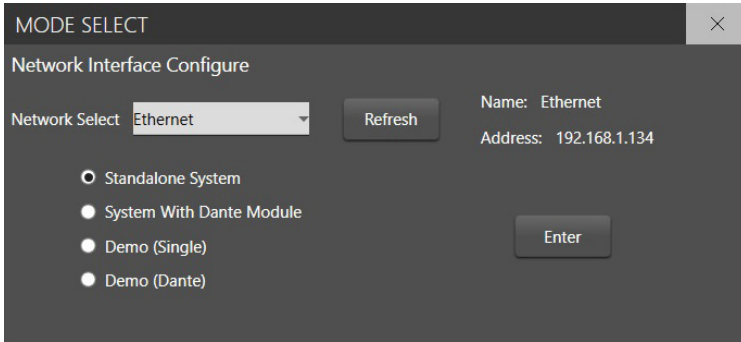 MODE SELECT
Network Interface Configure
Network Select Ethernet Refresh
Name: Ethernet
Address: 192.168.1.134
Standalone System
System With Dante Module
Demo (Single)
Demo (Dante)
Enter